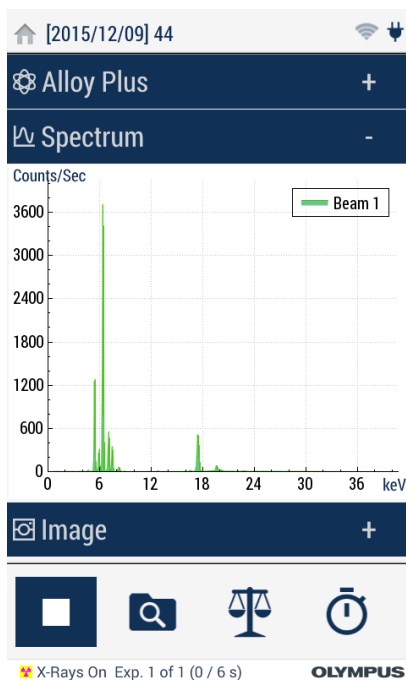 [2015/12/09] 44
Alloy Plus +
Spectrum -
Counts/Sec
Beam 1
3600
3000
2400
1800
1200
600
0
0 6 12 18 24 30 36 keV
Image +
X-Rays On Exp. 1 of 1 (0 / 6 s) OLYMPUS